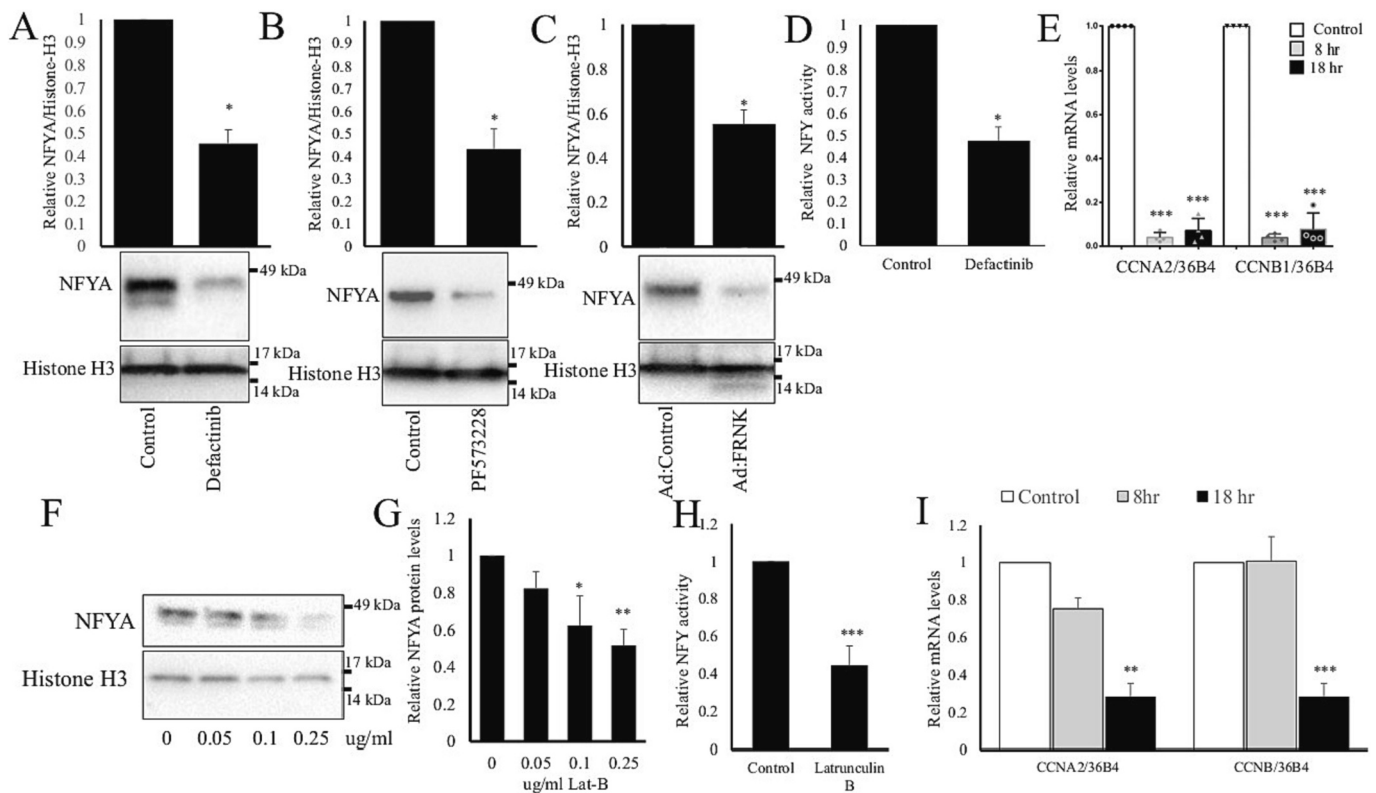 A
Relative NFYA/Histone-H3
1
0.9
0.8
0.7
0.6
0.5
0.4
0.3
0.2
0.1
0
*
NFYA
49 kDa
Histone H3
17 kDa
14 kDa
Control
Defactinib
B
Relative NFYA/Histone-H3
1
0.9
0.8
0.7
0.6
0.5
0.4
0.3
0.2
0.1
0
*
NFYA
49 kDa
Histone H3
17 kDa
14 kDa
Control
PF573228
C
Relative NFYA/Histone-H3
1
0.8
0.6
0.4
0.2
0
*
NFYA
49 kDa
Histone H3
17 kDa
14 kDa
Ad:Control
Ad:FRNK
D
Relative NFY activity
1
0.9
0.8
0.7
0.6
0.5
0.4
0.3
0.2
0.1
0
*
Control
Defactinib
E
Relative mRNA levels
1.0
0.8
0.6
0.4
0.2
0.0
Control
8 hr
18 hr
***
***
***
***
CCNA2/36B4
CCNB1/36B4
F
NFYA
49 kDa
Histone H3
17 kDa
14 kDa
0 0.05 0.1 0.25 ug/ml
G
Relative NFYA protein levels
1.2
1
0.8
0.6
0.4
0.2
0
*
**
0 0.05 0.1 0.25
ug/ml Lat-B
H
Relative NFY activity
1.2
1
0.8
0.6
0.4
0.2
0
***
Control
Latrunculin
B
I
Control 8hr 18 hr
Relative mRNA levels
1.2
1
0.8
0.6
0.4
0.2
0
**
***
CCNA2/36B4
CCNB/36B4